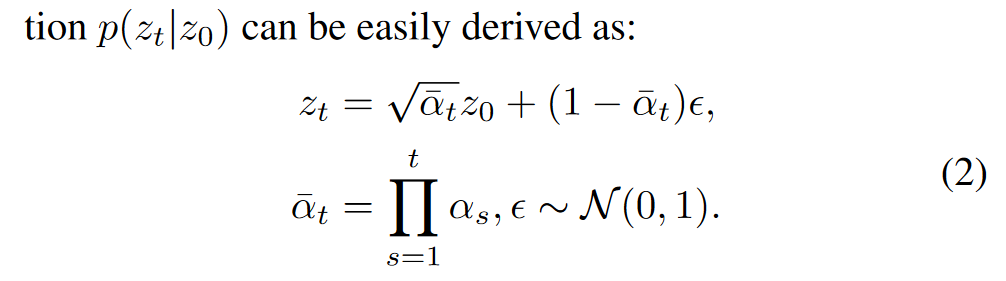 tion p(z_t|z_0) can be easily derived as:
z_t = √ᾱ_t z_0 + (1 − ᾱ_t)ϵ,
ᾱ_t = ∏_{s=1}^{t} α_s, ϵ ∼ 𝒩(0, 1).
(2)